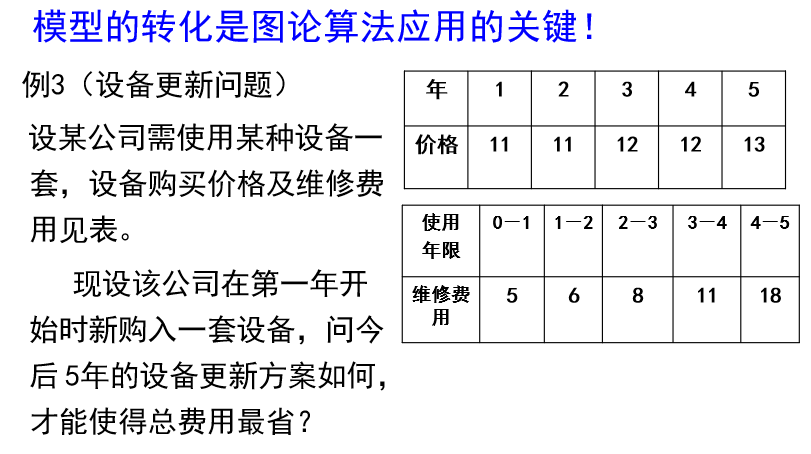 模型的转化是图论算法应用的关键！
例3（设备更新问题）
设某公司需使用某种设备一
套，设备购买价格及维修费
用见表。
现设该公司在第一年开
始时新购入一套设备，问今
后5年的设备更新方案如何，
才能使得总费用最省？
年 1 2 3 4 5
价格 11 11 12 12 13
使用 0－1 1－2 2－3 3－4 4－5
年限
维修费 5 6 8 11 18
用